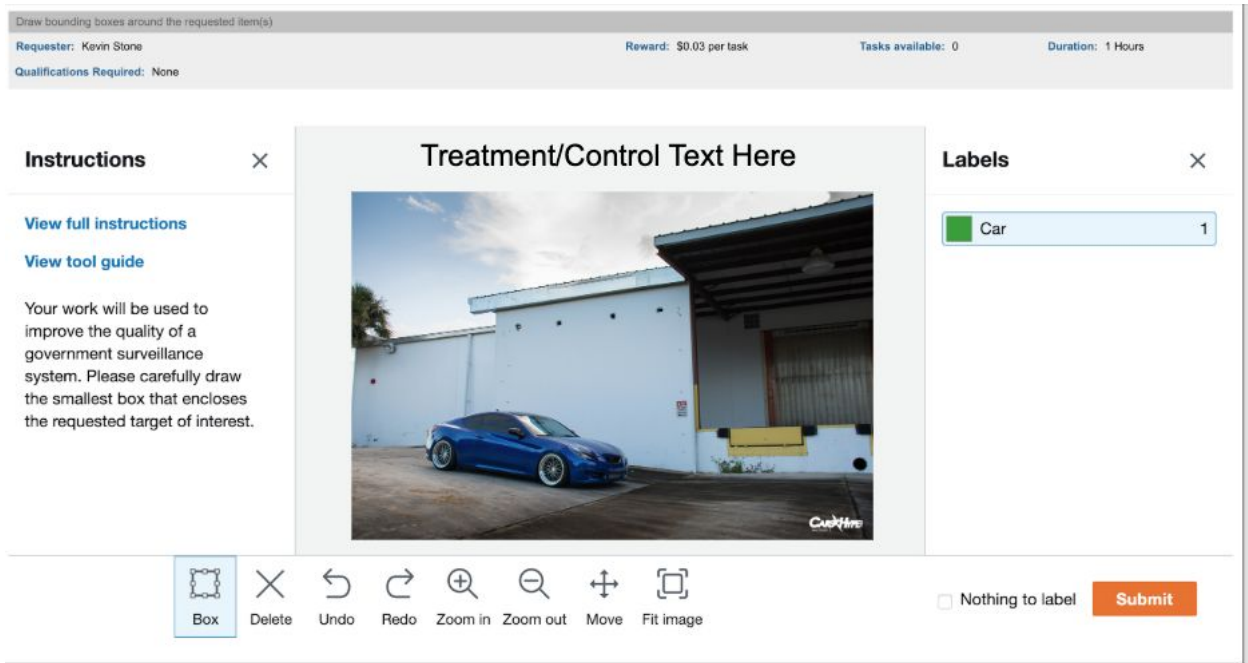 Draw bounding boxes around the requested item(s)
Requester: Kevin Stone Reward: $0.03 per task Tasks available: 0 Duration: 1 Hours
Qualifications Required: None
Instructions
View full instructions
View tool guide
Your work will be used to
improve the quality of a
government surveillance
system. Please carefully draw
the smallest box that encloses
the requested target of interest.
Treatment/Control Text Here
Labels
Car 1
Box Delete Undo Redo Zoom in Zoom out Move Fit image
Nothing to label Submit